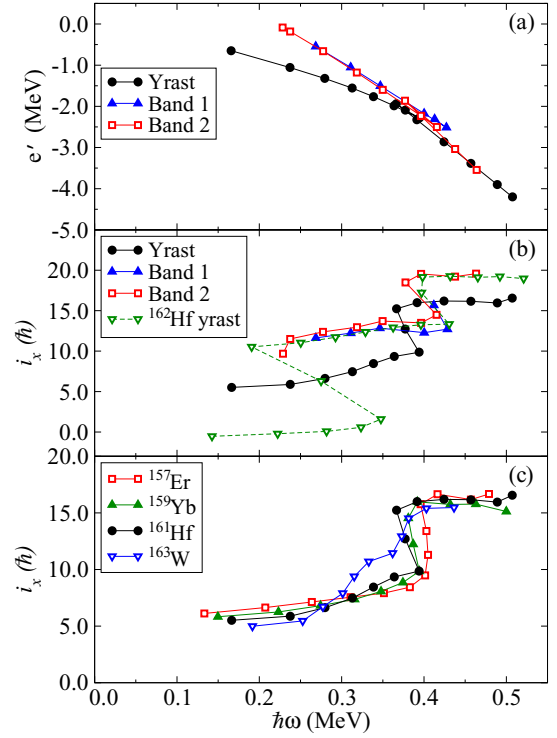 (a)
0.0
-1.0
-2.0
-3.0
-4.0
-5.0
e′ (MeV)
Yrast
Band 1
Band 2
(b)
20.0
15.0
10.0
5.0
0.0
iₓ (ħ)
Yrast
Band 1
Band 2
¹⁶²Hf yrast
(c)
20.0
15.0
10.0
5.0
0.0
iₓ (ħ)
¹⁵⁷Er
¹⁵⁹Yb
¹⁶¹Hf
¹⁶³W
0.0 0.1 0.2 0.3 0.4 0.5
ħω (MeV)